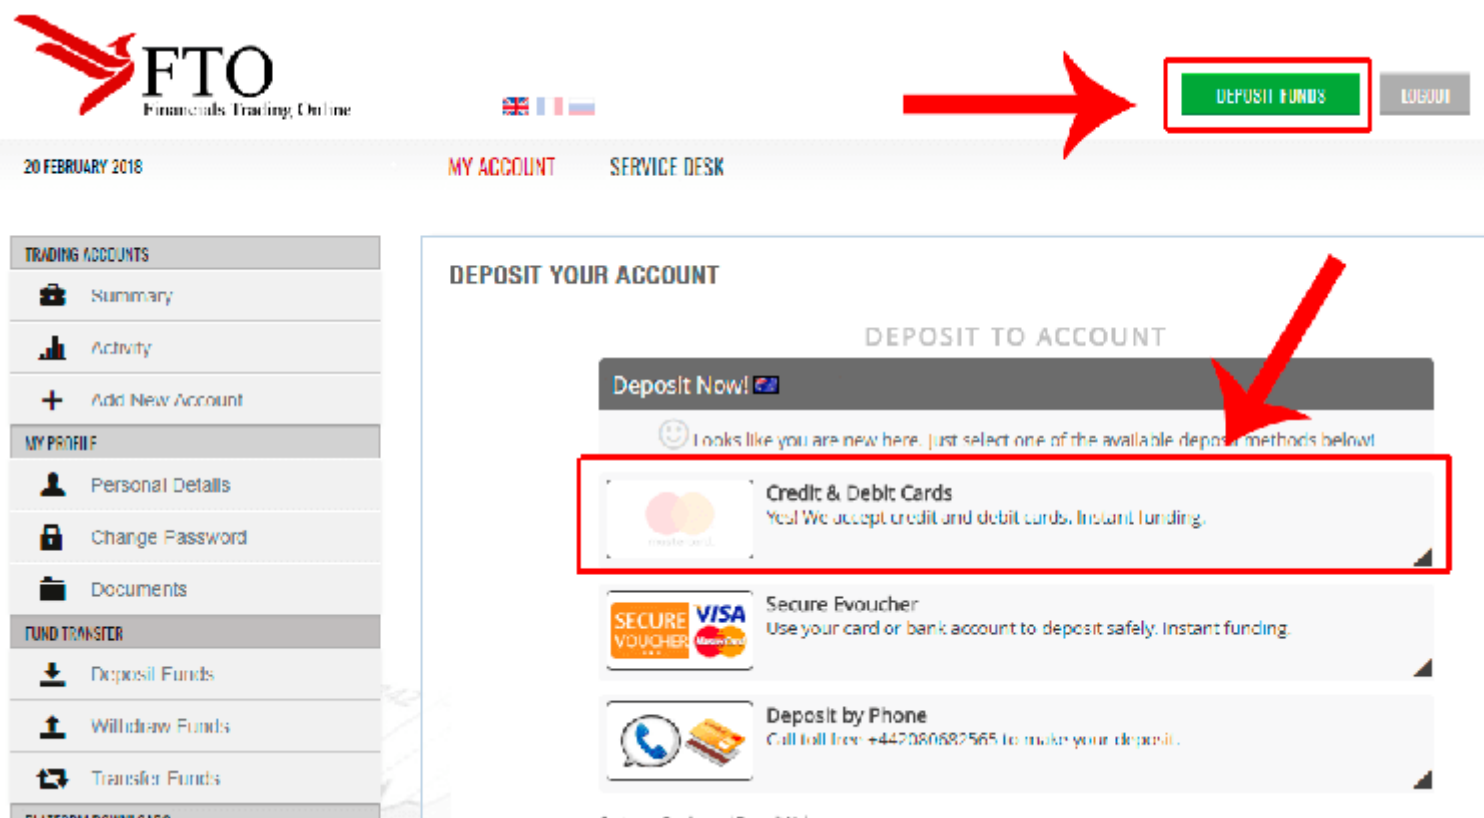 FTO
Financials Trading Online
DEPOSIT FUNDS
LOGOUT
20 FEBRUARY 2018
MY ACCOUNT
SERVICE DESK
TRADING ACCOUNTS
Summary
Activity
Add New Account
MY PROFILE
Personal Details
Change Password
Documents
FUND TRANSFER
Deposit Funds
Withdraw Funds
Transfer Funds
DEPOSIT YOUR ACCOUNT
DEPOSIT TO ACCOUNT
Deposit Now!
Looks like you are new here. Just select one of the available deposit methods below!
mastercard.
Credit & Debit Cards
Yes! We accept credit and debit cards. Instant funding.
SECURE VOUCHER
VISA
MasterCard
Secure Evoucher
Use your card or bank account to deposit safely. Instant funding.
Deposit by Phone
Call toll free +442080682565 to make your deposit.